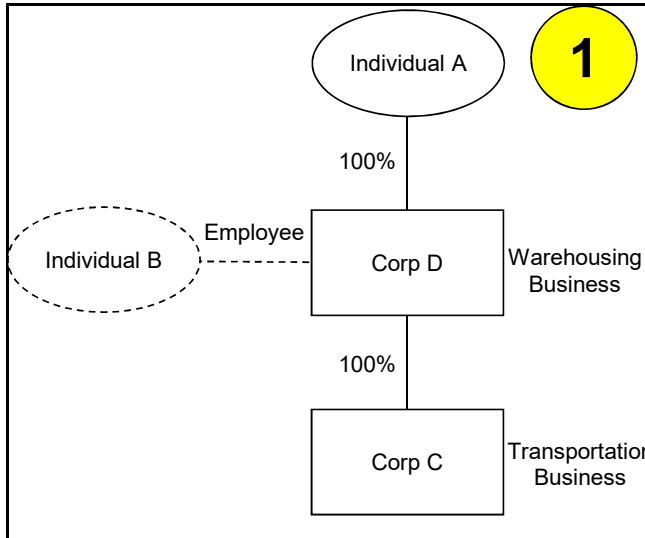 Individual A
1
100%
Employee
Individual B
Corp D
Warehousing
Business
100%
Corp C
Transportation
Business